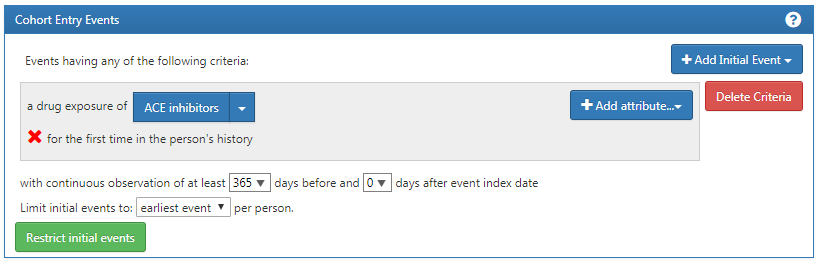 Cohort Entry Events ?
Events having any of the following criteria:
Add Initial Event
a drug exposure of ACE inhibitors
Add attribute...
Delete Criteria
for the first time in the person's history
with continuous observation of at least 365 days before and 0 days after event index date
Limit initial events to: earliest event per person.
Restrict initial events